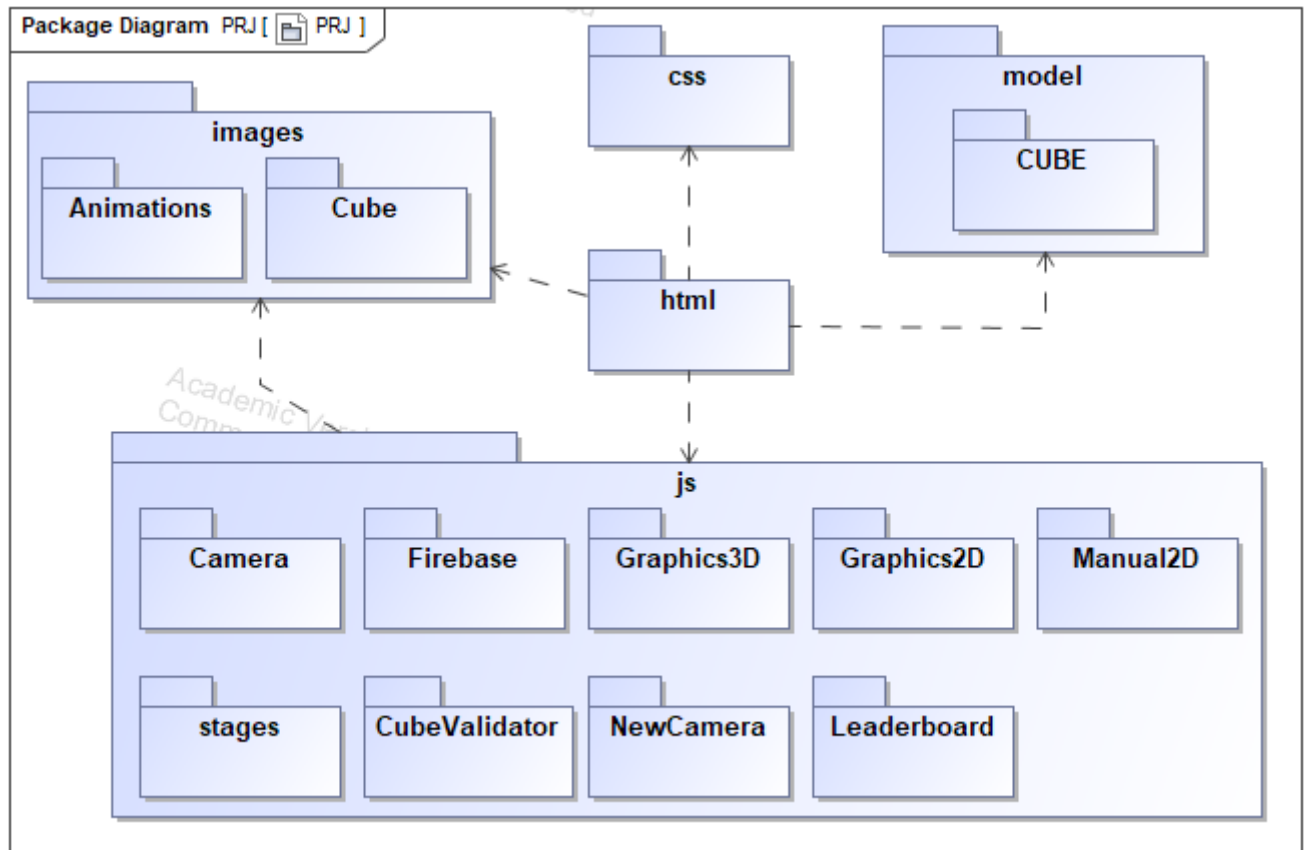 Package Diagram PRJ [ PRJ ]
css
model
images
CUBE
Animations
Cube
html
Academic
js
Camera
Firebase
Graphics3D
Graphics2D
Manual2D
stages
CubeValidator
NewCamera
Leaderboard